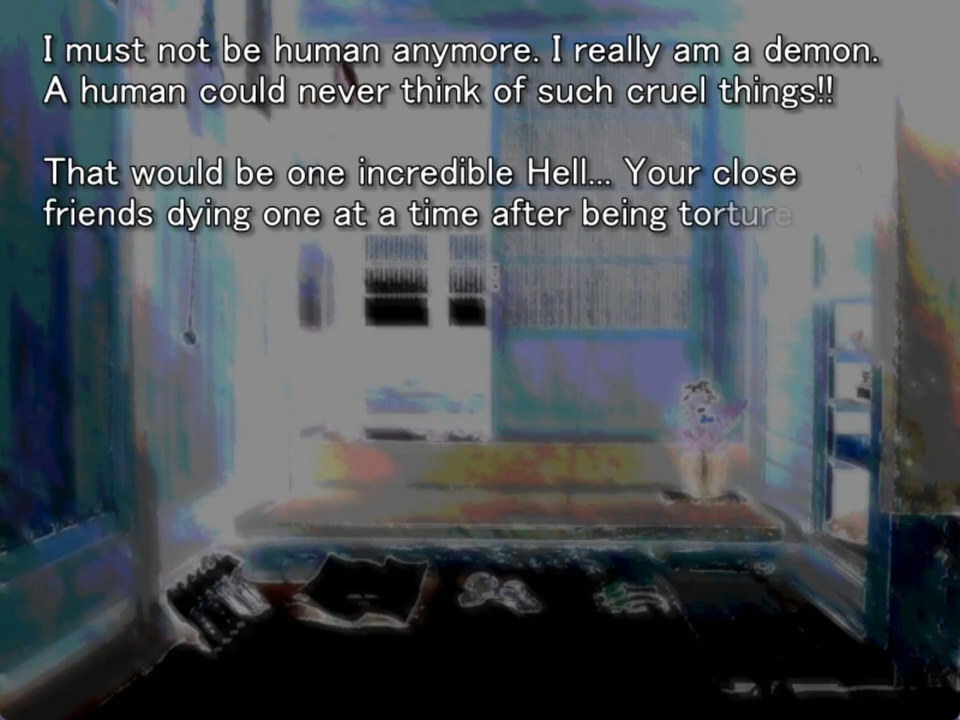 I must not be human anymore. I really am a demon.
A human could never think of such cruel things!!
That would be one incredible Hell... Your close
friends dying one at a time after being torture